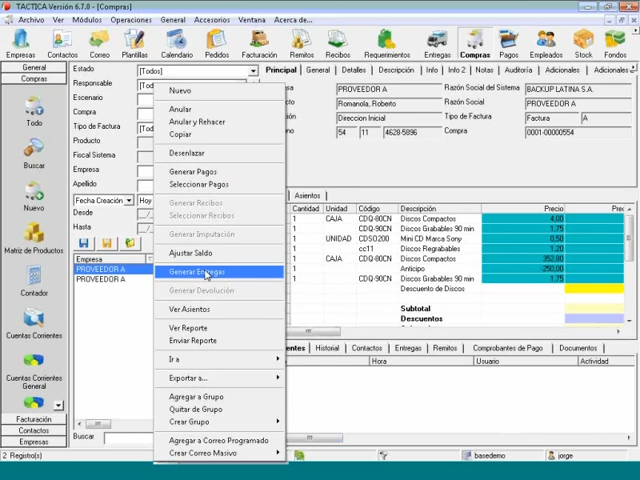 TACTICA Versión 6.7.0 - [Compras]
Archivo Ver Módulos Operaciones General Accesorios Ventana Acerca de...
Empresas Contactos Correo Plantillas Calendario Pedidos Facturación Remitos Recibos Requerimientos Entregas Compras Pagos Empleados Stock Fondos
General
Compras
Todo
Buscar
Nuevo
Matriz de Productos
Contador
Cuentas Corrientes
Cuentas Corrientes General
Facturación
Contactos
Empresas
Estado [Todos]
Responsable [Tod
Escenario
Compra
Tipo de Factura [Tod
Producto
Fiscal Sistema
Empresa
Apellido
Fecha Creación Hoy
Desde
Hasta
Empresa
PROVEEDOR A
PROVEEDOR A
Buscar
Nuevo
Anular
Anular y Rehacer
Copiar
Desenlazar
Generar Pagos
Seleccionar Pagos
Generar Recibos
Seleccionar Recibos
Generar Imputación
Ajustar Saldo
Generar Entregas
Generar Devolución
Ver Asientos
Ver Reporte
Enviar Reporte
Ir a
Exportar a...
Agregar a Grupo
Quitar de Grupo
Crear Grupo
Agregar a Correo Programado
Crear Correo Masivo
Principal General Detalles Descripción Info Info 2 Notas Auditoría Adicionales Adicionales
PROVEEDOR A Razón Social del Sistema BACKUP LATINA S.A.
Romanola, Roberto Razón Social PROVEEDOR A
Direccion Inicial Tipo de Factura Factura A
54 11 4628-5896 Compra 0001-00000554
Asientos
Cantidad Unidad Código Descripción Precio Precio
1 CAJA CDQ-80CN Discos Compactos 4,00
1 CDQ-90CN Discos Grabables 90 min 1,75
1 UNIDAD CDSO200 Mini CD Marca Sony 0,50
1 cc11 Discos Regrabables 1,20
1 CAJA CDQ-80CN Discos Compactos 352,80
1 Anticipo -250,00
1 CDQ-90CN Discos Grabables 90 min 1,75
Descuento de Discos
Subtotal
Descuentos
Historial Contactos Entregas Remitos Comprobantes de Pago Documentos
Hora Usuario Actividad
2 Registro(s) basedemo jorge